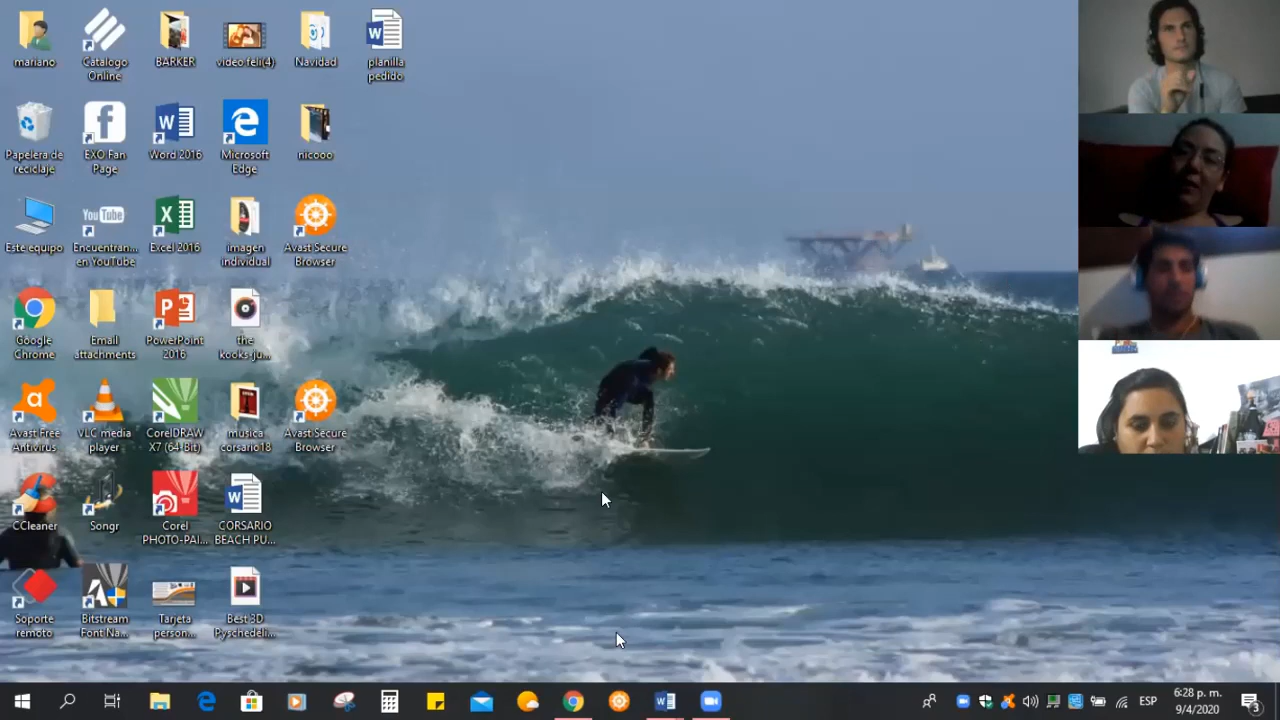 mariano
Catálogo
Online
BARKER
video feli(4)
Navidad
planilla
pedido
Papelera de
reciclaje
EXO Fan
Page
Word 2016
Microsoft
Edge
nicooo
Este equipo
YouTube
Encuentran...
en YouTube
Excel 2016
imagen
individual
Avast Secure
Browser
Google
Chrome
Email
attachments
PowerPoint
2016
the
kooks-ju...
Avast Free
Antivirus
VLC media
player
CorelDRAW
X7 (64-Bit)
musica
corsario18
Avast Secure
Browser
CCleaner
Songr
Corel
PHOTO-PAI...
CORSARIO
BEACH PU...
Soporte
remoto
Bitstream
Font Na...
Tarjeta
person...
Best 3D
Pyschedeli...
ESP
6:28 p. m.
9/4/2020
3